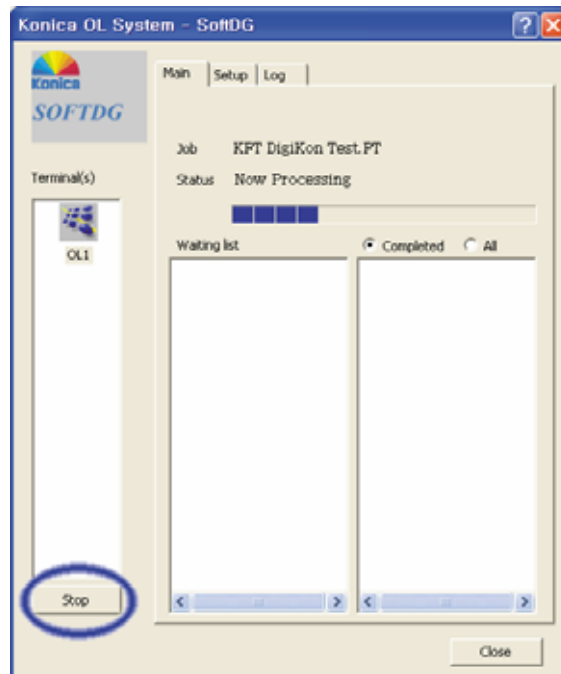 Konica OL System - SoftDG
Konica
SOFTDG
Main
Setup
Log
Job KPT DigiKon Test.PT
Terminal(s)
Status Now Processing
OL1
Waiting list
Completed
All
Stop
Close